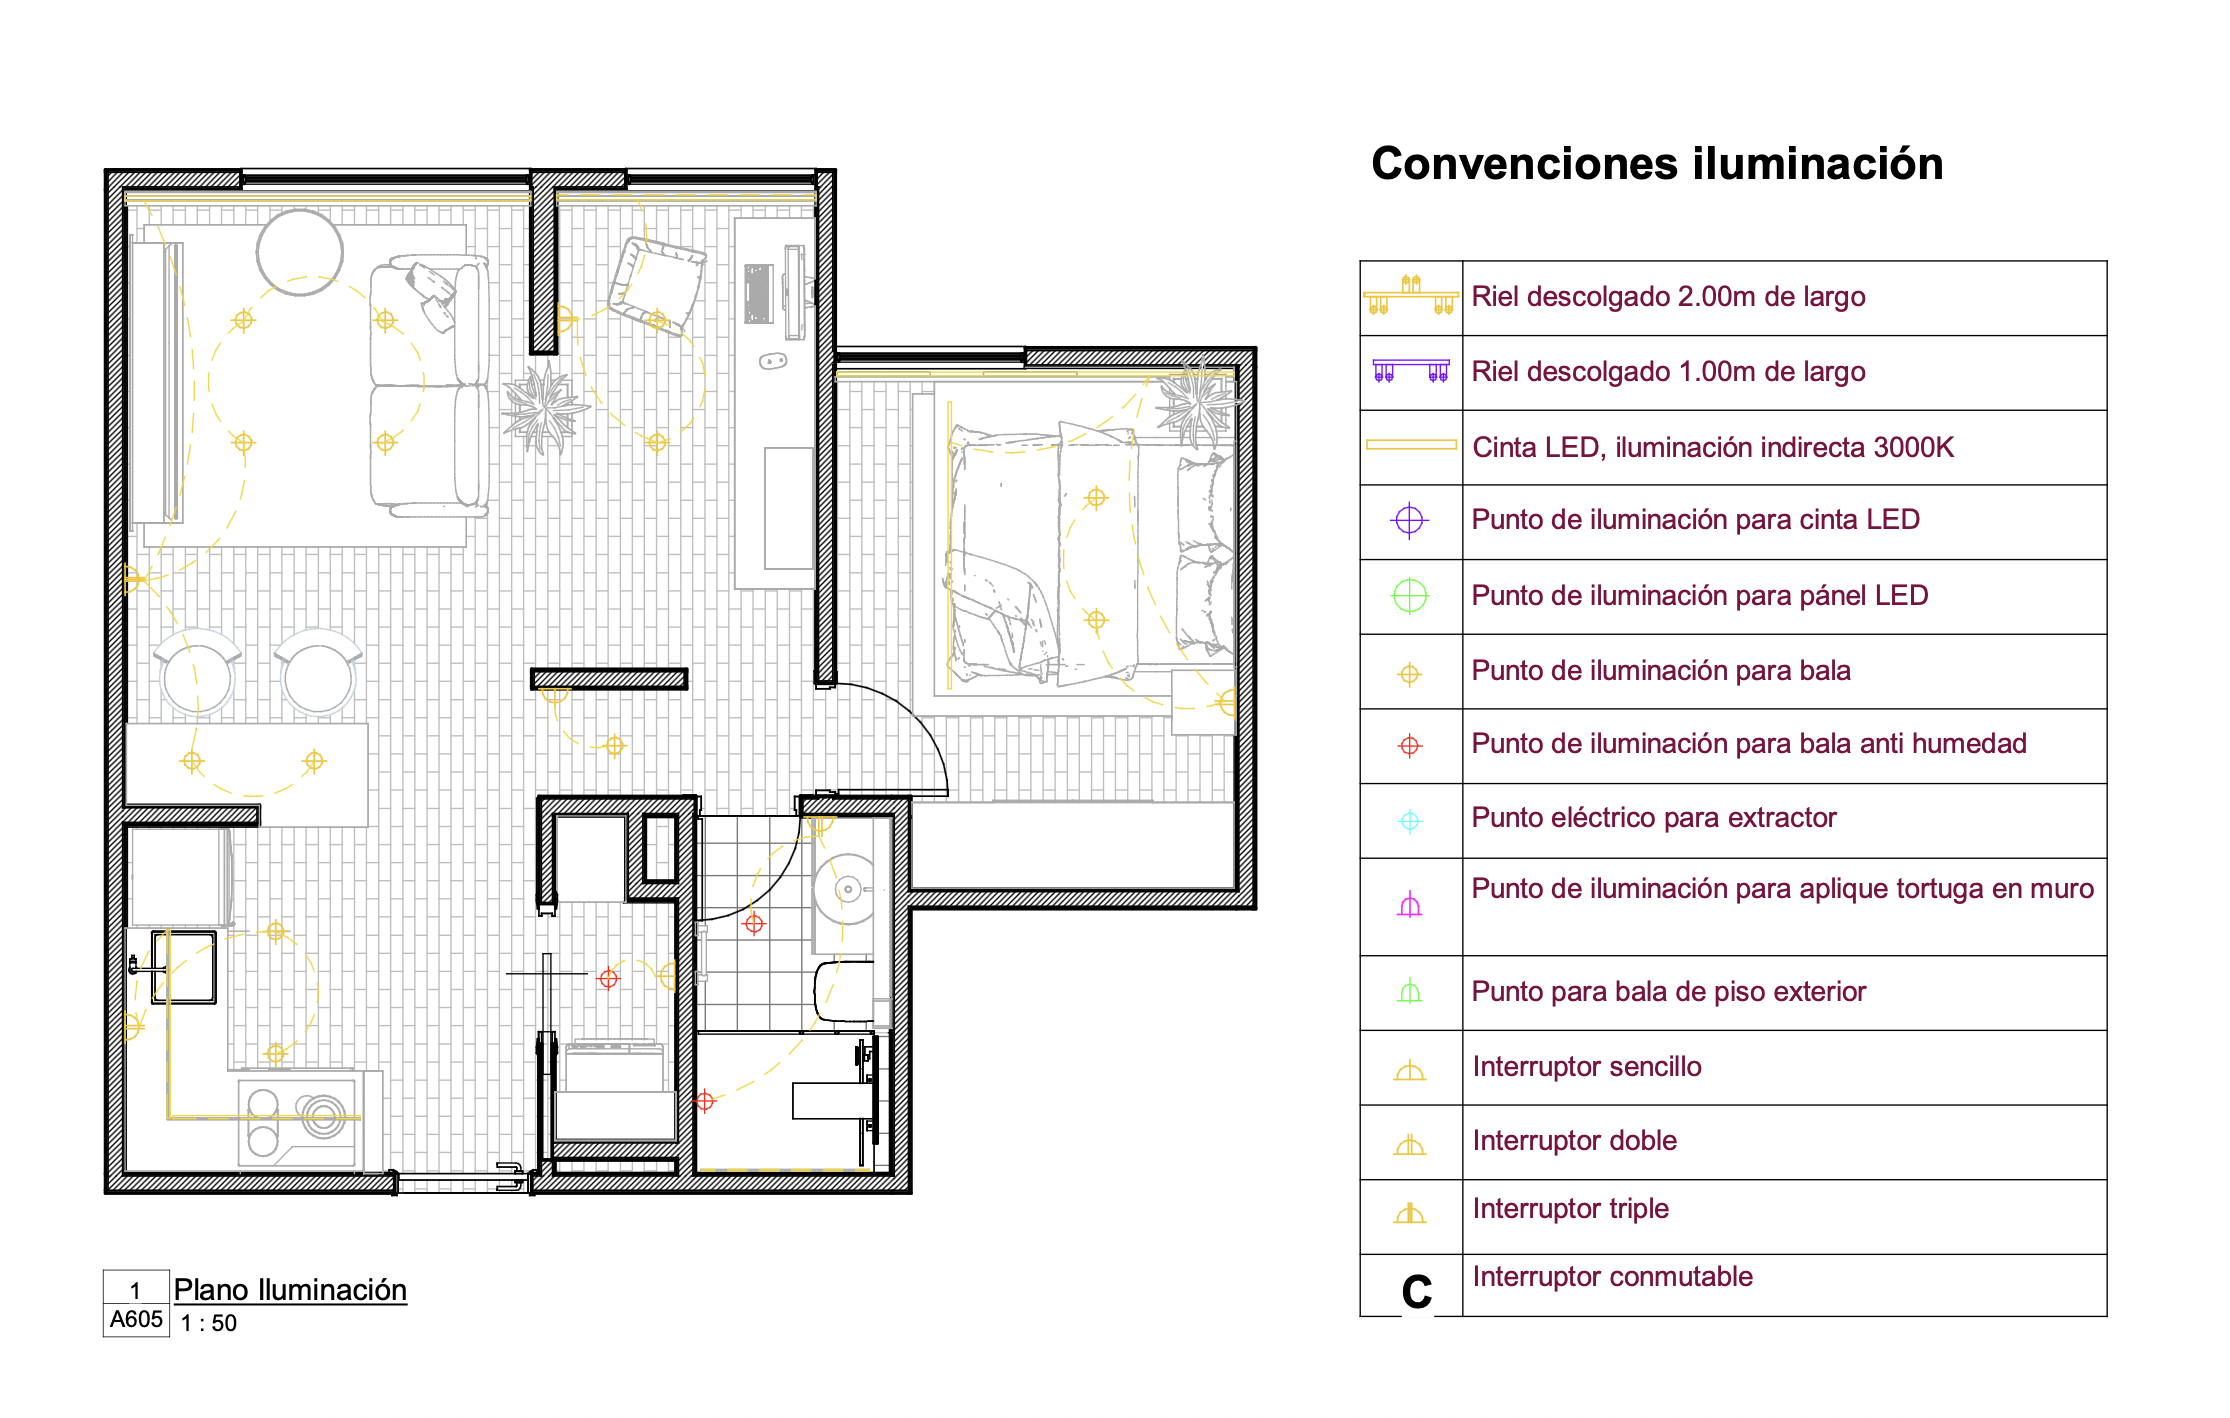 Convenciones iluminación
Riel descolgado 2.00m de largo
Riel descolgado 1.00m de largo
Cinta LED, iluminación indirecta 3000K
Punto de iluminación para cinta LED
Punto de iluminación para pánel LED
Punto de iluminación para bala
Punto de iluminación para bala anti humedad
Punto eléctrico para extractor
Punto de iluminación para aplique tortuga en muro
Punto para bala de piso exterior
Interruptor sencillo
Interruptor doble
Interruptor triple
C Interruptor conmutable
1 Plano Iluminación
A605 1 : 50